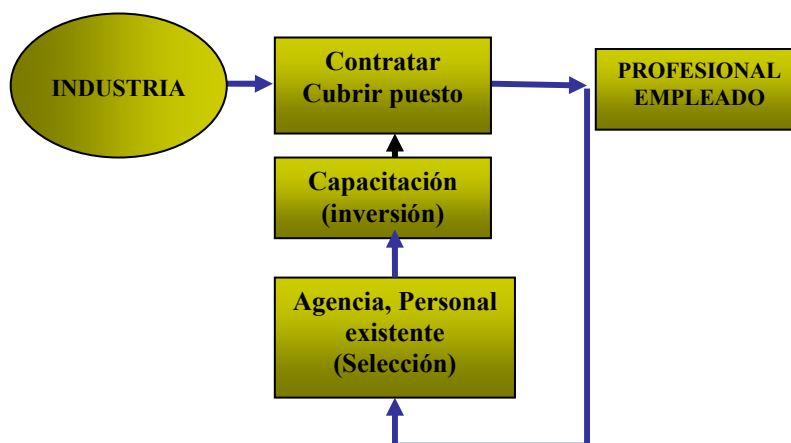 INDUSTRIA
Contratar
Cubrir puesto
PROFESIONAL
EMPLEADO
Capacitación
(inversión)
Agencia, Personal
existente
(Selección)